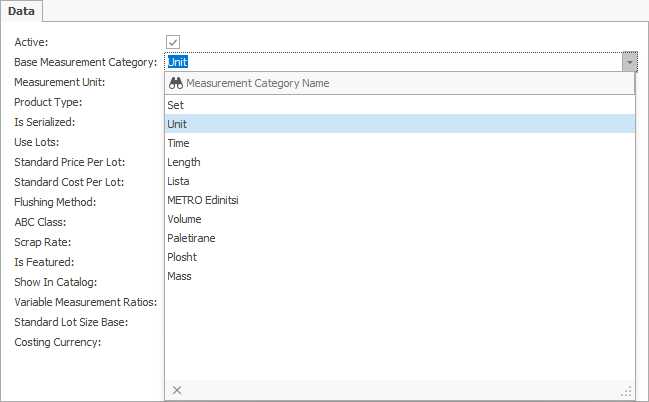 Data
Active:
Base Measurement Category: Unit
Measurement Unit:
Product Type:
Is Serialized:
Use Lots:
Standard Price Per Lot:
Standard Cost Per Lot:
Flushing Method:
ABC Class:
Scrap Rate:
Is Featured:
Show In Catalog:
Variable Measurement Ratios:
Standard Lot Size Base:
Costing Currency:
Measurement Category Name
Set
Unit
Time
Length
Lista
METRO Edinitsi
Volume
Paletirane
Plosht
Mass